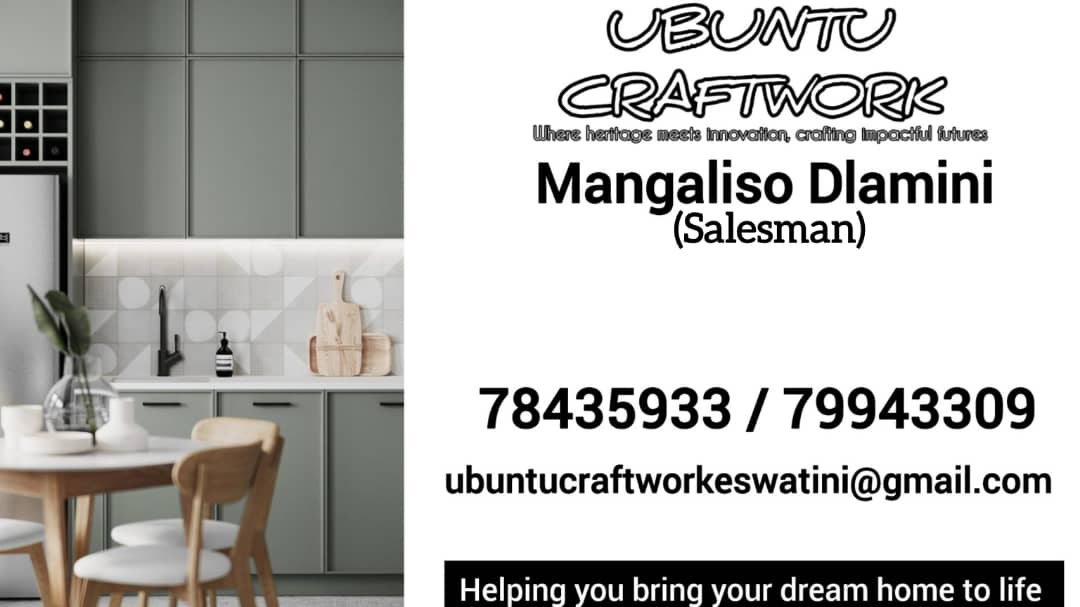 UBUNTU
CRAFTWORK
Where heritage meets innovation, crafting impactful futures
Mangaliso Dlamini
(Salesman)
78435933 / 79943309
ubuntucraftworkeswatini@gmail.com
Helping you bring your dream home to life